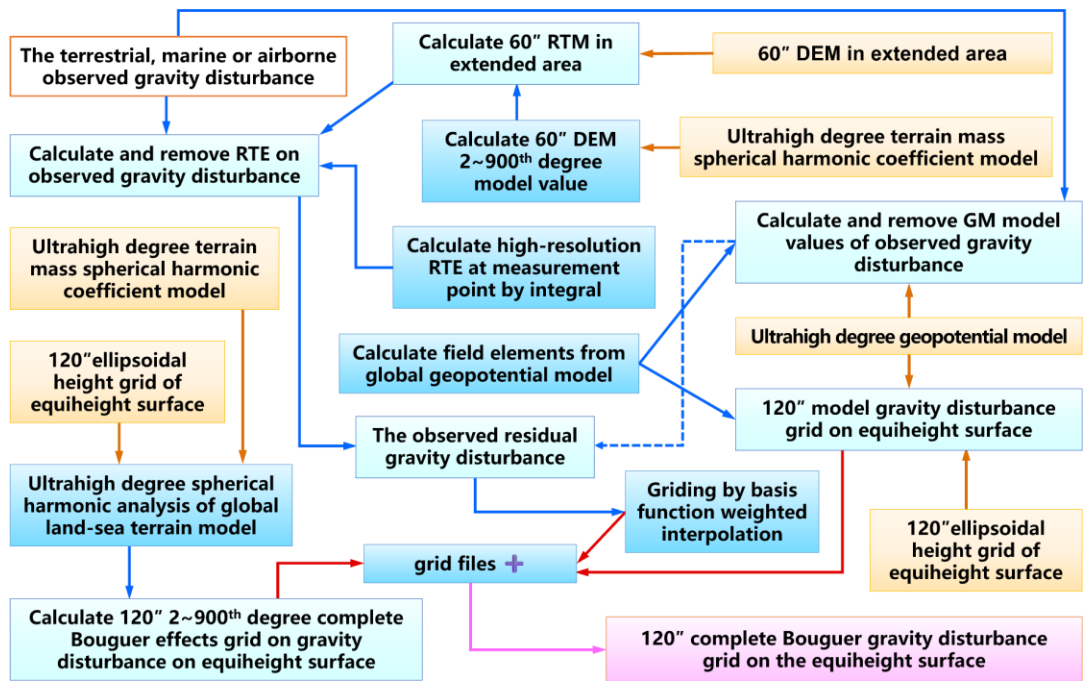 The terrestrial, marine or airborne
observed gravity disturbance
Calculate 60″ RTM in
extended area
60″ DEM in extended area
Calculate and remove RTE on
observed gravity disturbance
Calculate 60″ DEM
2~900th degree
model value
Ultrahigh degree terrain mass
spherical harmonic coefficient model
Ultrahigh degree terrain
mass spherical harmonic
coefficient model
Calculate high-resolution
RTE at measurement
point by integral
Calculate and remove GM model
values of observed gravity
disturbance
120″ellipsoidal
height grid of
equiheight surface
Calculate field elements from
global geopotential model
Ultrahigh degree geopotential model
120″ model gravity disturbance
grid on equiheight surface
The observed residual
gravity disturbance
Ultrahigh degree spherical
harmonic analysis of global
land-sea terrain model
Griding by basis
function weighted
interpolation
120″ellipsoidal
height grid of
equiheight surface
grid files ➕
Calculate 120″ 2~900th degree complete
Bouguer effects grid on gravity
disturbance on equiheight surface
120″ complete Bouguer gravity disturbance
grid on the equiheight surface